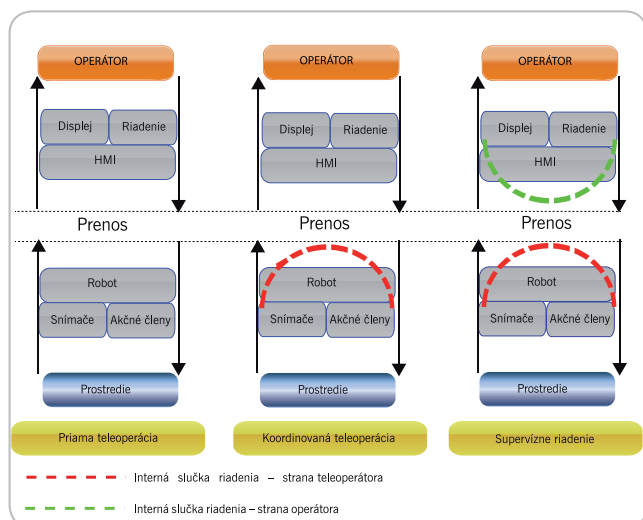 OPERÁTOR OPERÁTOR OPERÁTOR
Displej Riadenie Displej Riadenie Displej Riadenie
HMI HMI HMI
Prenos Prenos Prenos
Robot Robot Robot
Snímače Akčné členy Snímače Akčné členy Snímače Akčné členy
Prostredie Prostredie Prostredie
Priama teleoperácia Koordinovaná teleoperácia Supervízne riadenie
Interná slučka riadenia – strana teleoperátora
Interná slučka riadenia – strana operátora